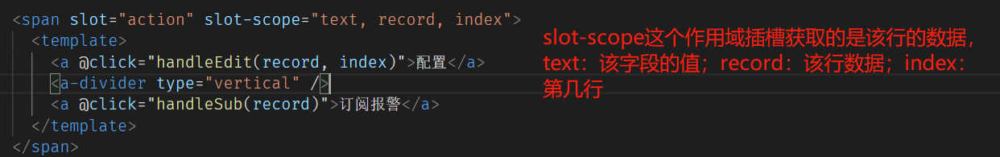 <span slot="action" slot-scope="text, record, index">
<template>
<a @click="handleEdit(record, index)">配置</a>
<a-divider type="vertical" />
<a @click="handleSub(record)">订阅报警</a>
</template>
</span>
slot-scope这个作用域插槽获取的是该行的数据，
text：该字段的值；record：该行数据；index：
第几行